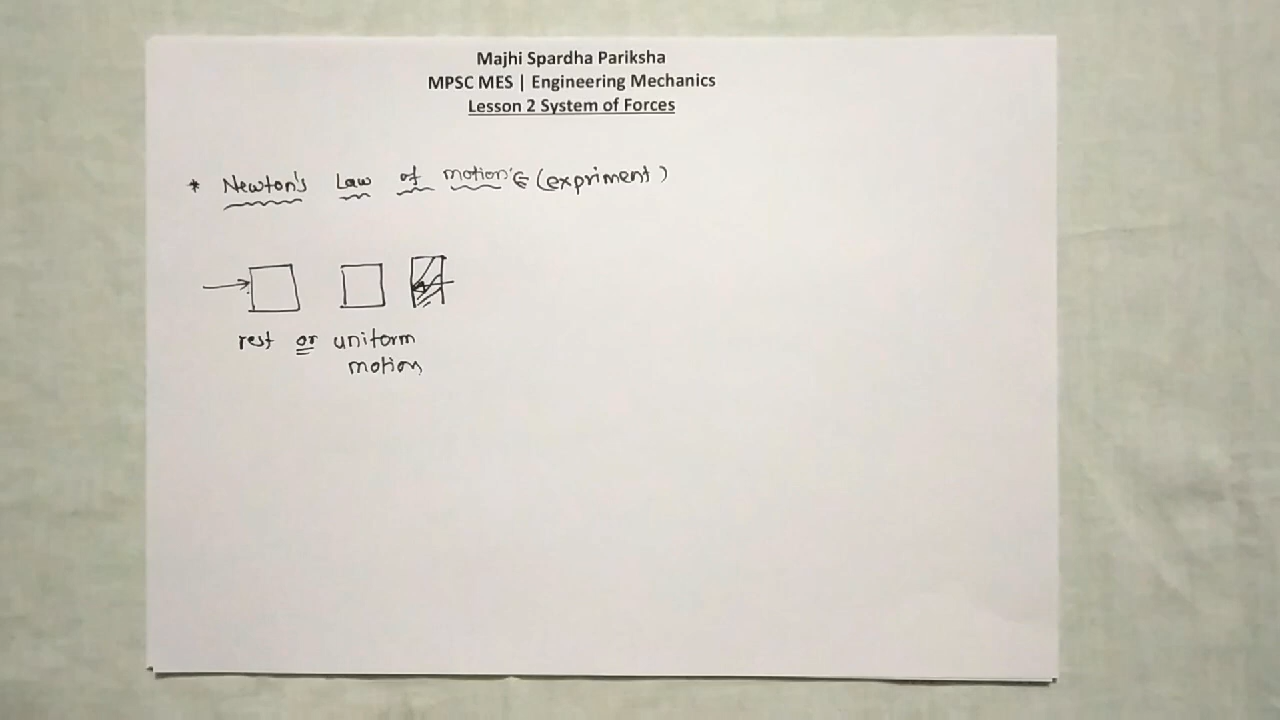 Majhi Spardha Pariksha
MPSC MES | Engineering Mechanics
Lesson 2 System of Forces
* Newton's Law of motion's (expriment)
rest or uniform
motion